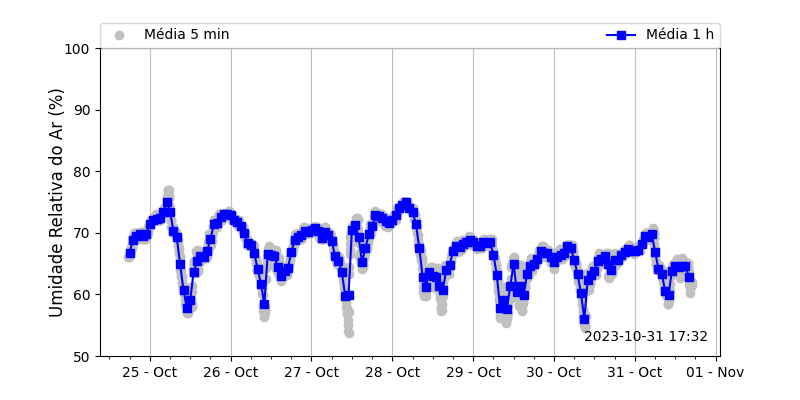 Média 5 min
Média 1 h
Umidade Relativa do Ar (%)
100
90
80
70
60
50
2023-10-31 17:32
25 - Oct
26 - Oct
27 - Oct
28 - Oct
29 - Oct
30 - Oct
31 - Oct
01 - Nov